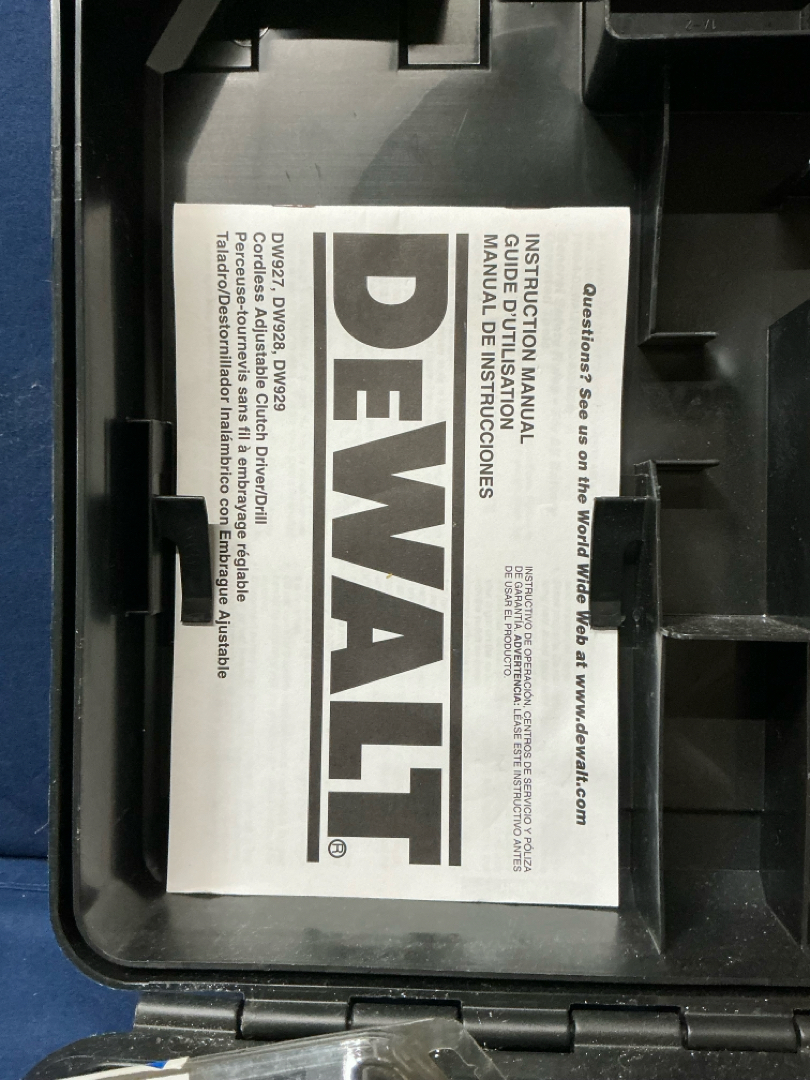 Questions? See us on the World Wide Web at www.dewalt.com
INSTRUCTION MANUAL
GUIDE D'UTILISATION
MANUAL DE INSTRUCCIONES
INSTRUCTIVO DE OPERACIÓN, CENTROS DE SERVICIO Y PÓLIZA
DE GARANTÍA. ADVERTENCIA: LÉASE ESTE INSTRUCTIVO ANTES
DE USAR EL PRODUCTO.
DEWALT®
DW927, DW928, DW929
Cordless Adjustable Clutch Driver/Drill
Perceuse-tournevis sans fil à embrayage réglable
Taladro/Destornillador Inalámbrico con Embrague Ajustable